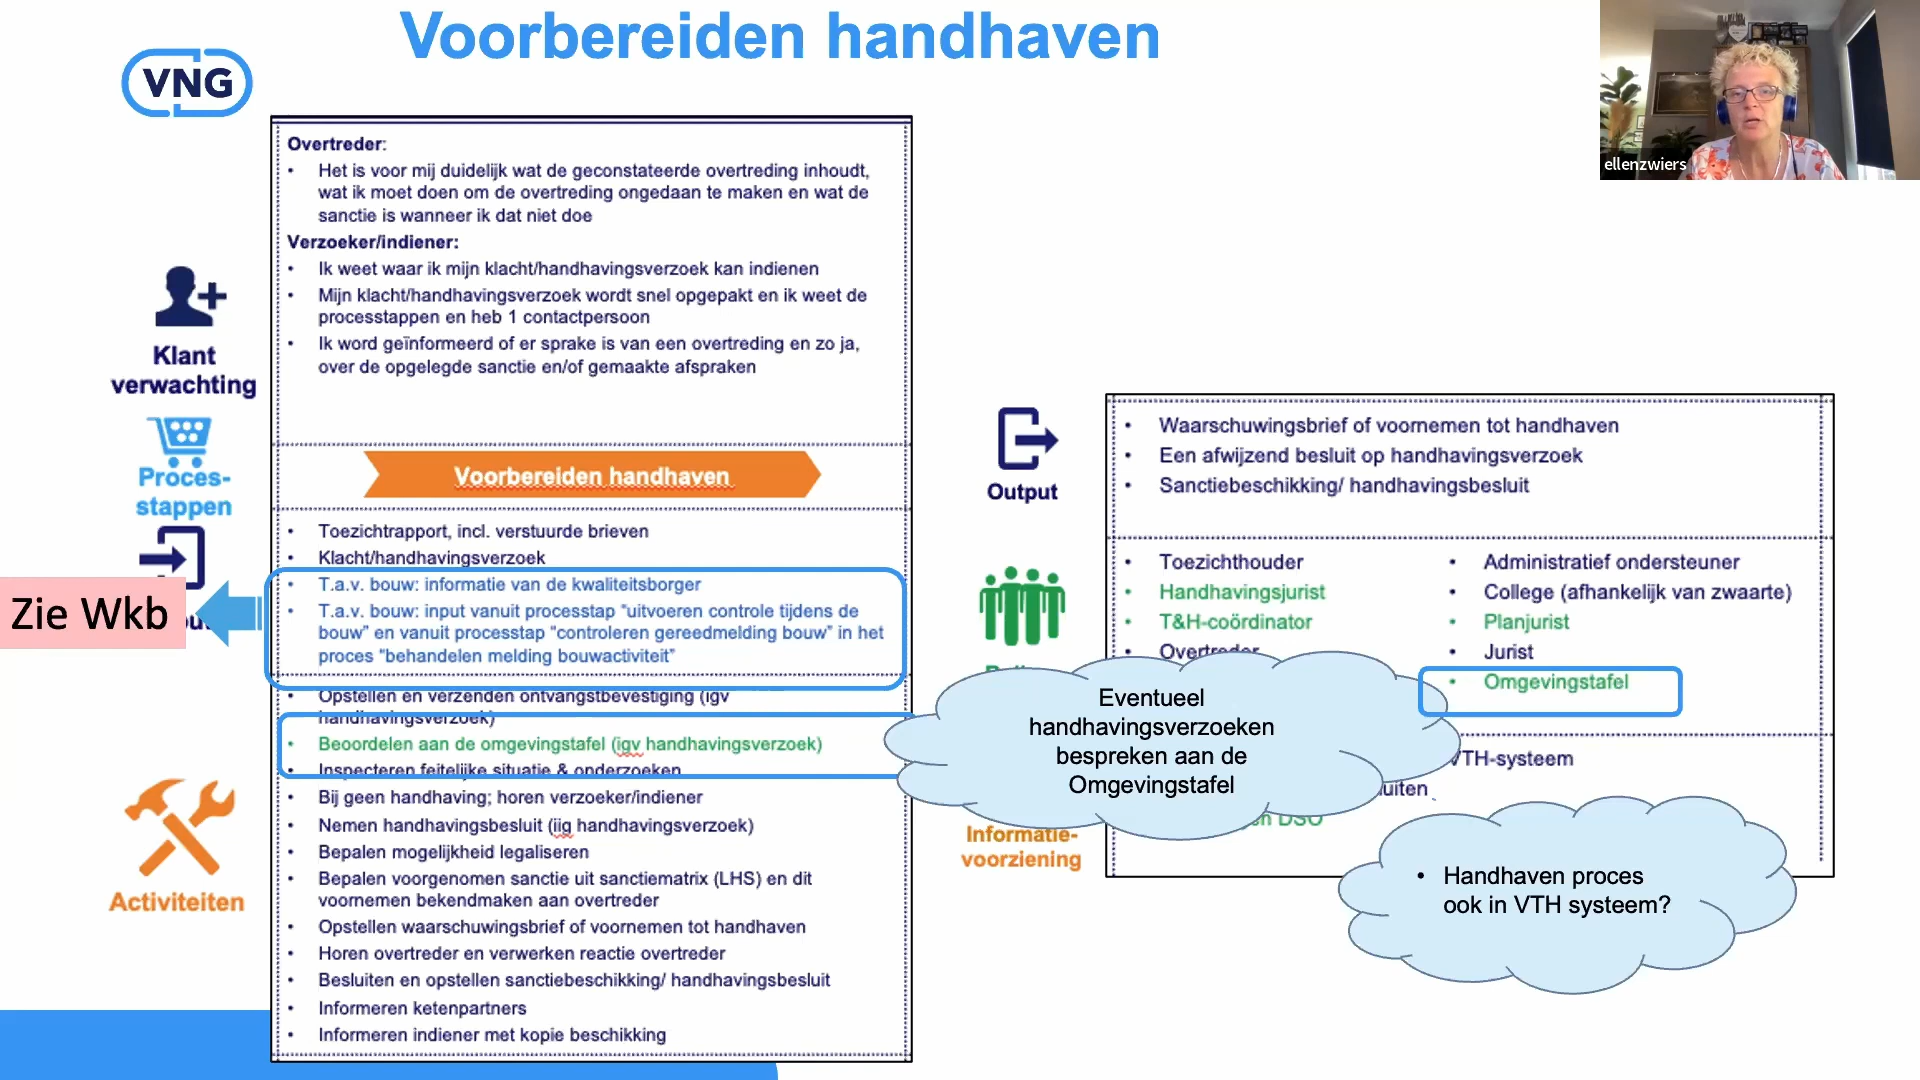 Voorbereiden handhaven
VNG
ellenzwiers
Overtreder:
• Het is voor mij duidelijk wat de geconstateerde overtreding inhoudt,
wat ik moet doen om de overtreding ongedaan te maken en wat de
sanctie is wanneer ik dat niet doe
Verzoeker/indiener:
• Ik weet waar ik mijn klacht/handhavingsverzoek kan indienen
• Mijn klacht/handhavingsverzoek wordt snel opgepakt en ik weet de
processtappen en heb 1 contactpersoon
• Ik word geïnformeerd of er sprake is van een overtreding en zo ja,
over de opgelegde sanctie en/of gemaakte afspraken
Klant
verwachting
Proces-
stappen
Voorbereiden handhaven
• Toezichtrapport, incl. verstuurde brieven
• Klacht/handhavingsverzoek
• T.a.v. bouw: informatie van de kwaliteitsborger
• T.a.v. bouw: input vanuit processtap “uitvoeren controle tijdens de
bouw” en vanuit processtap “controleren gereedmelding bouw” in het
proces “behandelen melding bouwactiviteit”
Zie Wkb
• Opstellen en verzenden ontvangstbevestiging (igv
handhavingsverzoek)
• Beoordelen aan de omgevingstafel (igv handhavingsverzoek)
• Inspecteren feitelijke situatie & onderzoeken
• Bij geen handhaving; horen verzoeker/indiener
• Nemen handhavingsbesluit (iig handhavingsverzoek)
• Bepalen mogelijkheid legaliseren
• Bepalen voorgenomen sanctie uit sanctiematrix (LHS) en dit
voornemen bekendmaken aan overtreder
• Opstellen waarschuwingsbrief of voornemen tot handhaven
• Horen overtreder en verwerken reactie overtreder
• Besluiten en opstellen sanctiebeschikking/ handhavingsbesluit
• Informeren ketenpartners
• Informeren indiener met kopie beschikking
Activiteiten
Output
• Waarschuwingsbrief of voornemen tot handhaven
• Een afwijzend besluit op handhavingsverzoek
• Sanctiebeschikking/ handhavingsbesluit
• Toezichthouder
• Handhavingsjurist
• T&H-coördinator
• Overtreder
• Administratief ondersteuner
• College (afhankelijk van zwaarte)
• Planjurist
• Jurist
• Omgevingstafel
Eventueel
handhavingsverzoeken
bespreken aan de
Omgevingstafel
VTH-systeem
DSO
Informatie-
voorziening
• Handhaven proces
ook in VTH systeem?